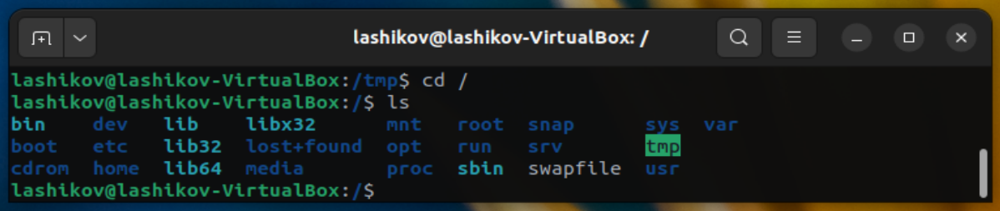 lashikov@lashikov-VirtualBox: /
lashikov@lashikov-VirtualBox:/tmp$ cd /
lashikov@lashikov-VirtualBox:/$ ls
bin    dev   lib    libx32      mnt   root  snap      sys  var
boot   etc   lib32  lost+found  opt   run   srv       tmp
cdrom  home  lib64  media       proc  sbin  swapfile  usr
lashikov@lashikov-VirtualBox:/$